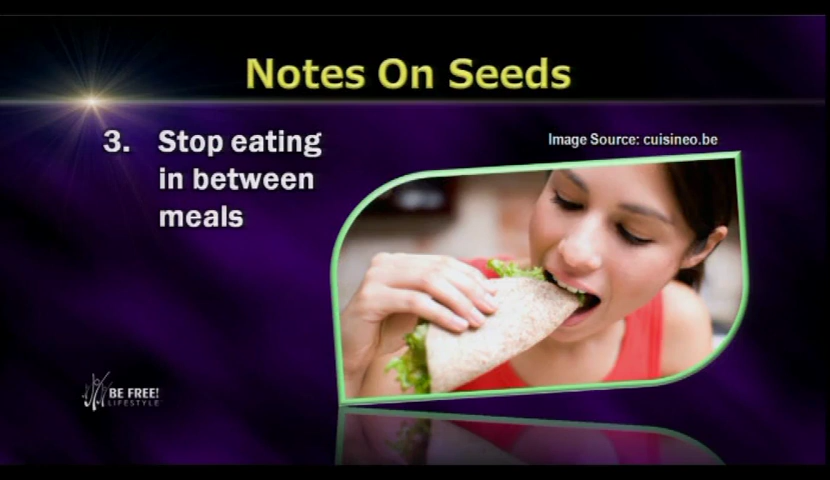 Notes On Seeds
3. Stop eating
in between
meals
Image Source: cuisineo.be
BE FREE!
LIFESTYLE